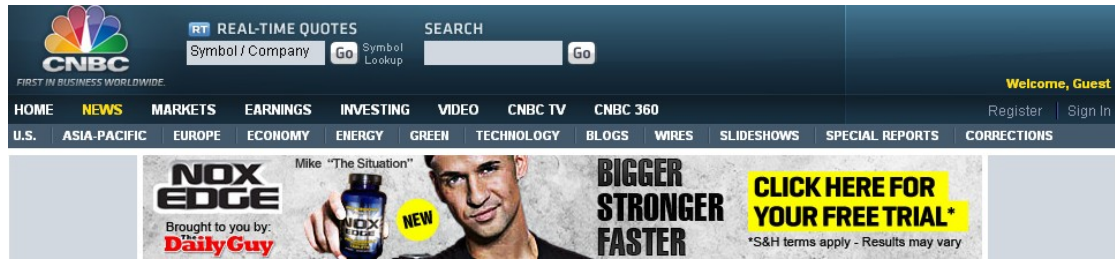 RT REAL-TIME QUOTES
SEARCH
Symbol / Company
Go
Symbol
Lookup
Go
CNBC
FIRST IN BUSINESS WORLDWIDE.
Welcome, Guest
HOME NEWS MARKETS EARNINGS INVESTING VIDEO CNBC TV CNBC 360 Register Sign In
U.S. ASIA-PACIFIC EUROPE ECONOMY ENERGY GREEN TECHNOLOGY BLOGS WIRES SLIDESHOWS SPECIAL REPORTS CORRECTIONS
NOX
EDGE
Brought to you by:
The
DailyGuy
Mike "The Situation"
NOX
EDGE
NEW
BIGGER
STRONGER
FASTER
CLICK HERE FOR
YOUR FREE TRIAL*
*S&H terms apply - Results may vary